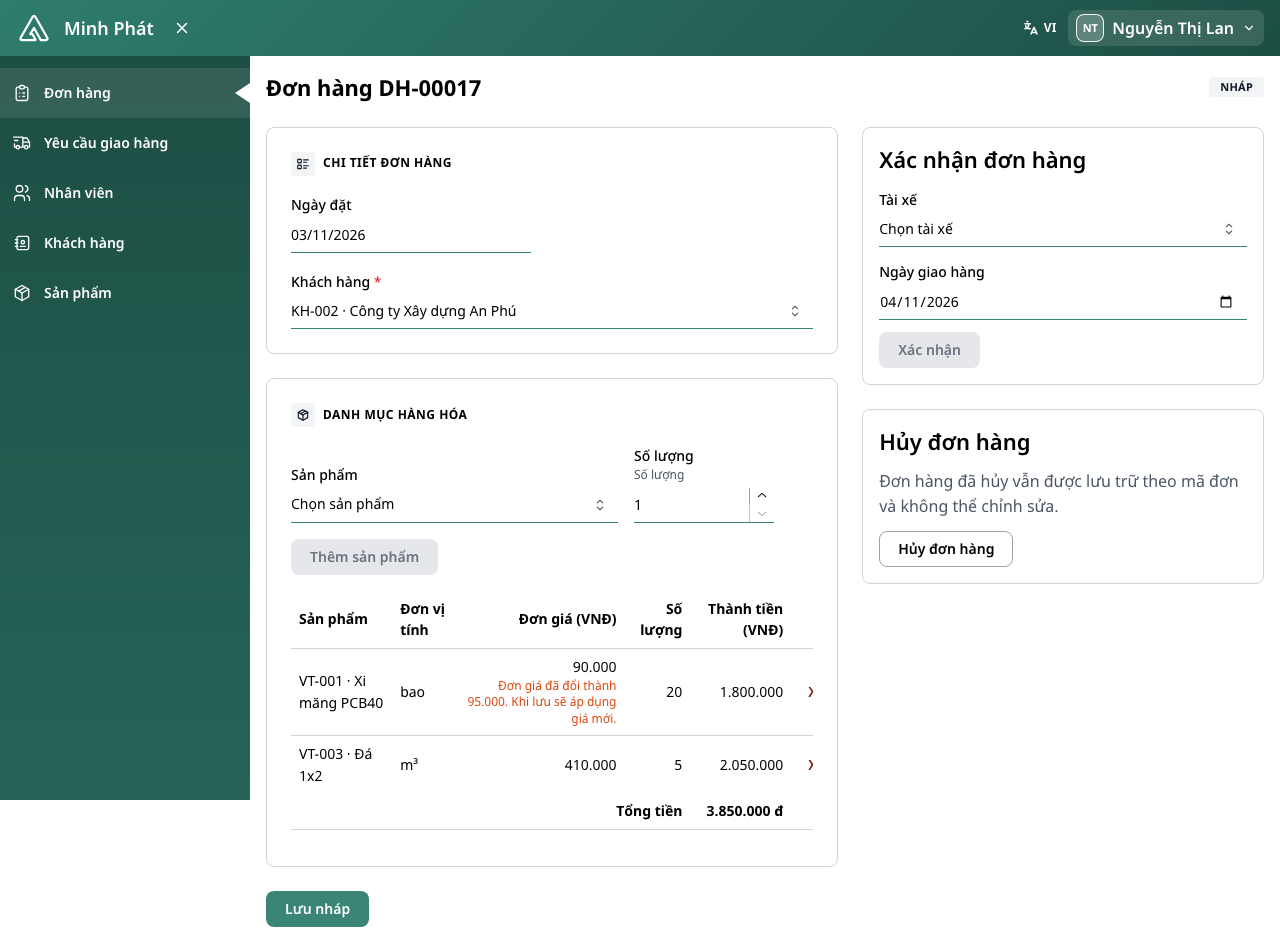 Minh Phát
VI
NT
Nguyễn Thị Lan
Đơn hàng
Yêu cầu giao hàng
Nhân viên
Khách hàng
Sản phẩm
Đơn hàng DH-00017
NHÁP
CHI TIẾT ĐƠN HÀNG
Ngày đặt
03/11/2026
Khách hàng *
KH-002 · Công ty Xây dựng An Phú
DANH MỤC HÀNG HÓA
Sản phẩm
Chọn sản phẩm
Số lượng
Số lượng
1
Thêm sản phẩm
Sản phẩm
Đơn vị
tính
Đơn giá (VNĐ)
Số
lượng
Thành tiền
(VNĐ)
VT-001 · Xi
măng PCB40
bao
90.000
Đơn giá đã đổi thành
95.000. Khi lưu sẽ áp dụng
giá mới.
20
1.800.000
VT-003 · Đá
1x2
m³
410.000
5
2.050.000
Tổng tiền
3.850.000 đ
Lưu nháp
Xác nhận đơn hàng
Tài xế
Chọn tài xế
Ngày giao hàng
04/11/2026
Xác nhận
Hủy đơn hàng
Đơn hàng đã hủy vẫn được lưu trữ theo mã đơn
và không thể chỉnh sửa.
Hủy đơn hàng